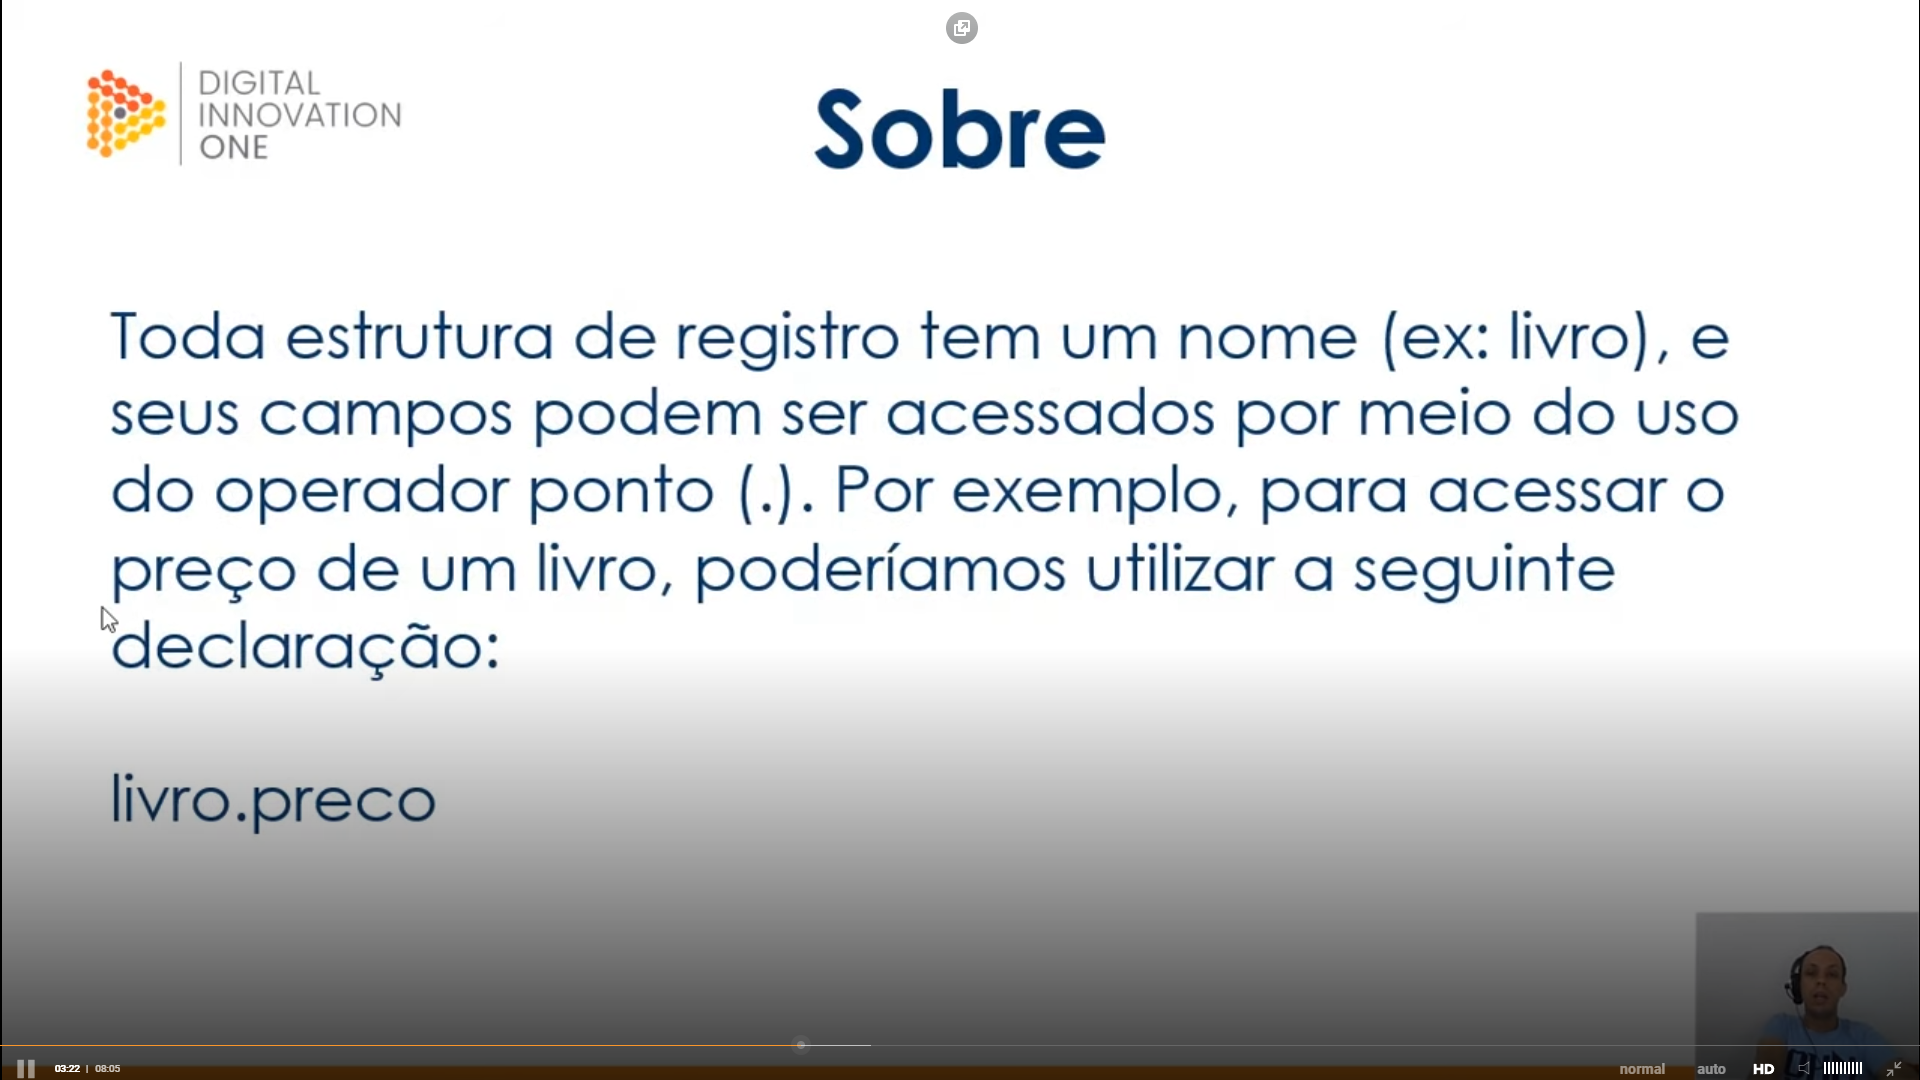 DIGITAL
INNOVATION
ONE
Sobre
Toda estrutura de registro tem um nome (ex: livro), e
seus campos podem ser acessados por meio do uso
do operador ponto (.). Por exemplo, para acessar o
preço de um livro, poderíamos utilizar a seguinte
declaração:
livro.preco
03:22 | 08:05
normal auto HD